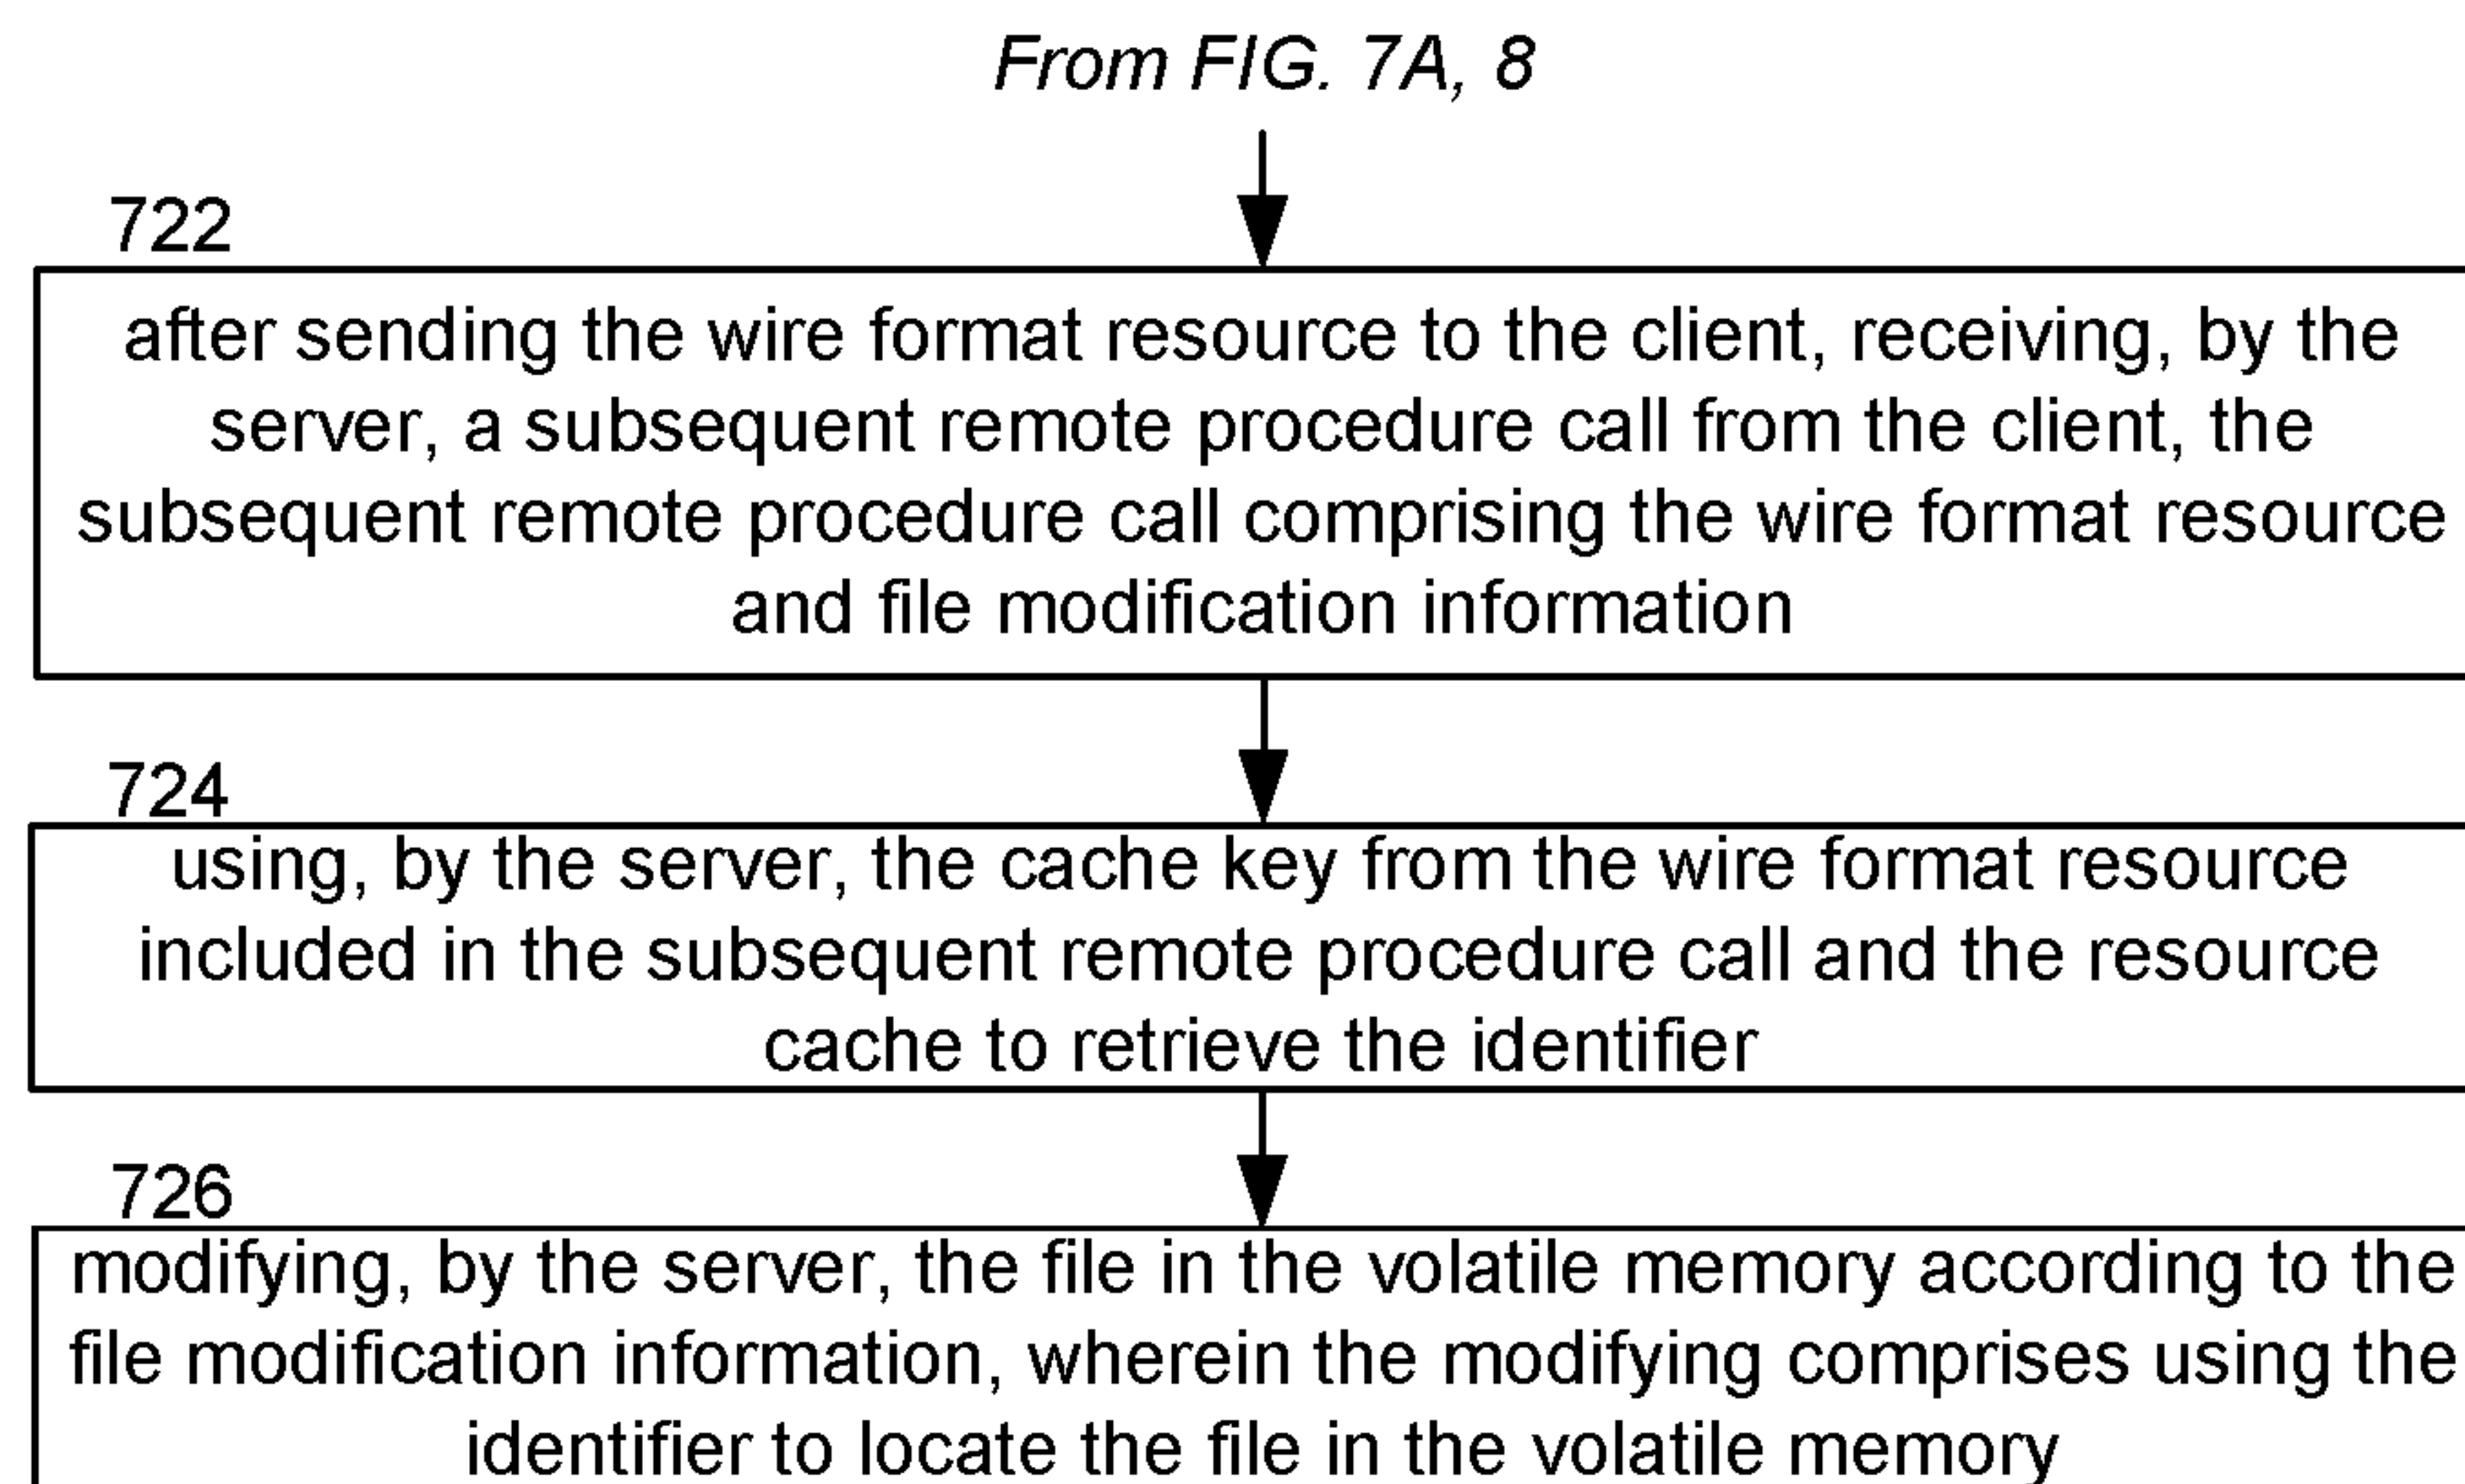 From FIG. 7A, 8
722
after sending the wire format resource to the client, receiving, by the
server, a subsequent remote procedure call from the client, the
subsequent remote procedure call comprising the wire format resource
and file modification information
724
using, by the server, the cache key from the wire format resource
included in the subsequent remote procedure call and the resource
cache to retrieve the identifier
726
modifying, by the server, the file in the volatile memory according to the
file modification information, wherein the modifying comprises using the
identifier to locate the file in the volatile memory